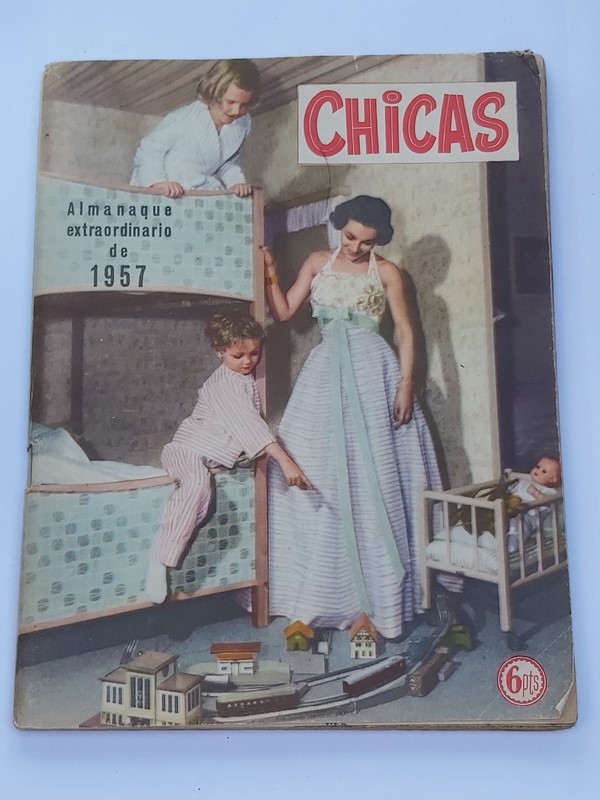 CHiCAS
Almanaque
extraordinario
de
1957
6pts.